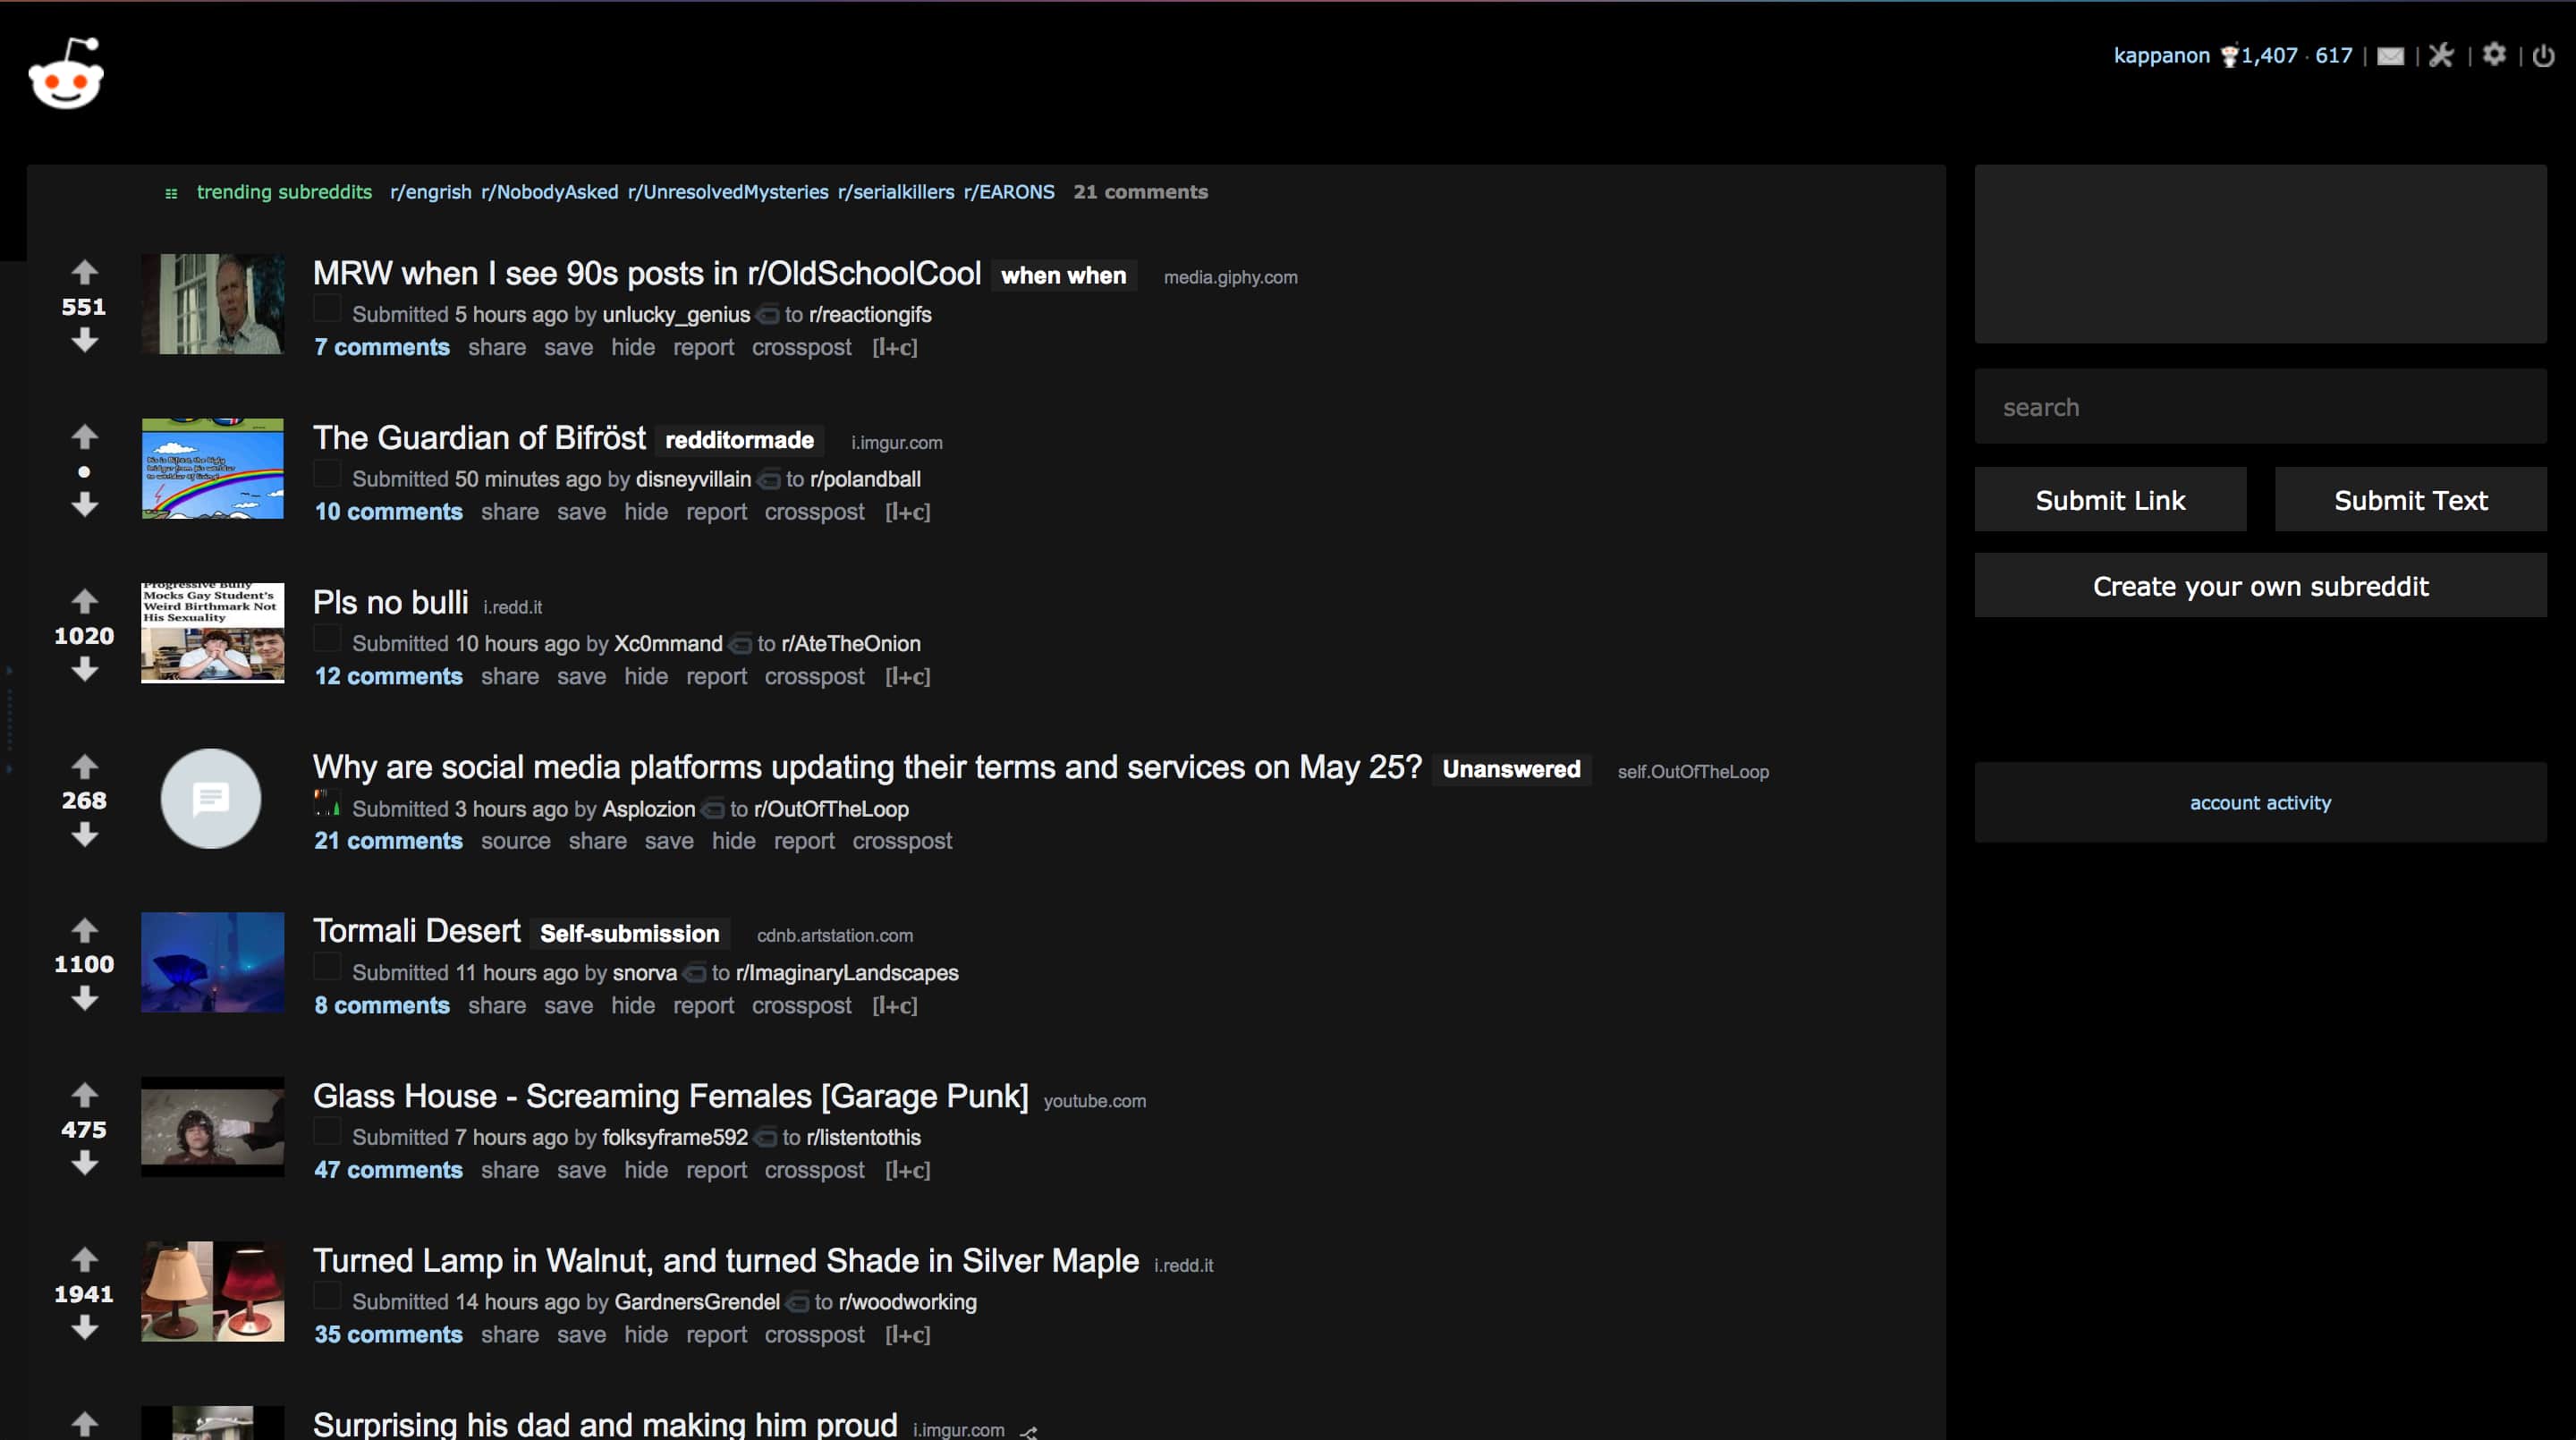 kappanon 1,407 · 617 | | | |
trending subreddits r/engrish r/NobodyAsked r/UnresolvedMysteries r/serialkillers r/EARONS 21 comments
551
MRW when I see 90s posts in r/OldSchoolCool when when media.giphy.com
Submitted 5 hours ago by unlucky_genius to r/reactiongifs
7 comments share save hide report crosspost [l+c]
•
The Guardian of Bifröst redditormade i.imgur.com
Submitted 50 minutes ago by disneyvillain to r/polandball
10 comments share save hide report crosspost [l+c]
Progressive Bully
Mocks Gay Student's
Weird Birthmark Not
His Sexuality
1020
Pls no bulli i.redd.it
Submitted 10 hours ago by Xc0mmand to r/AteTheOnion
12 comments share save hide report crosspost [l+c]
268
Why are social media platforms updating their terms and services on May 25? Unanswered self.OutOfTheLoop
Submitted 3 hours ago by Asplozion to r/OutOfTheLoop
21 comments source share save hide report crosspost
1100
Tormali Desert Self-submission cdnb.artstation.com
Submitted 11 hours ago by snorva to r/ImaginaryLandscapes
8 comments share save hide report crosspost [l+c]
475
Glass House - Screaming Females [Garage Punk] youtube.com
Submitted 7 hours ago by folksyframe592 to r/listentothis
47 comments share save hide report crosspost [l+c]
1941
Turned Lamp in Walnut, and turned Shade in Silver Maple i.redd.it
Submitted 14 hours ago by GardnersGrendel to r/woodworking
35 comments share save hide report crosspost [l+c]
Surprising his dad and making him proud i.imgur.com
search
Submit Link
Submit Text
Create your own subreddit
account activity